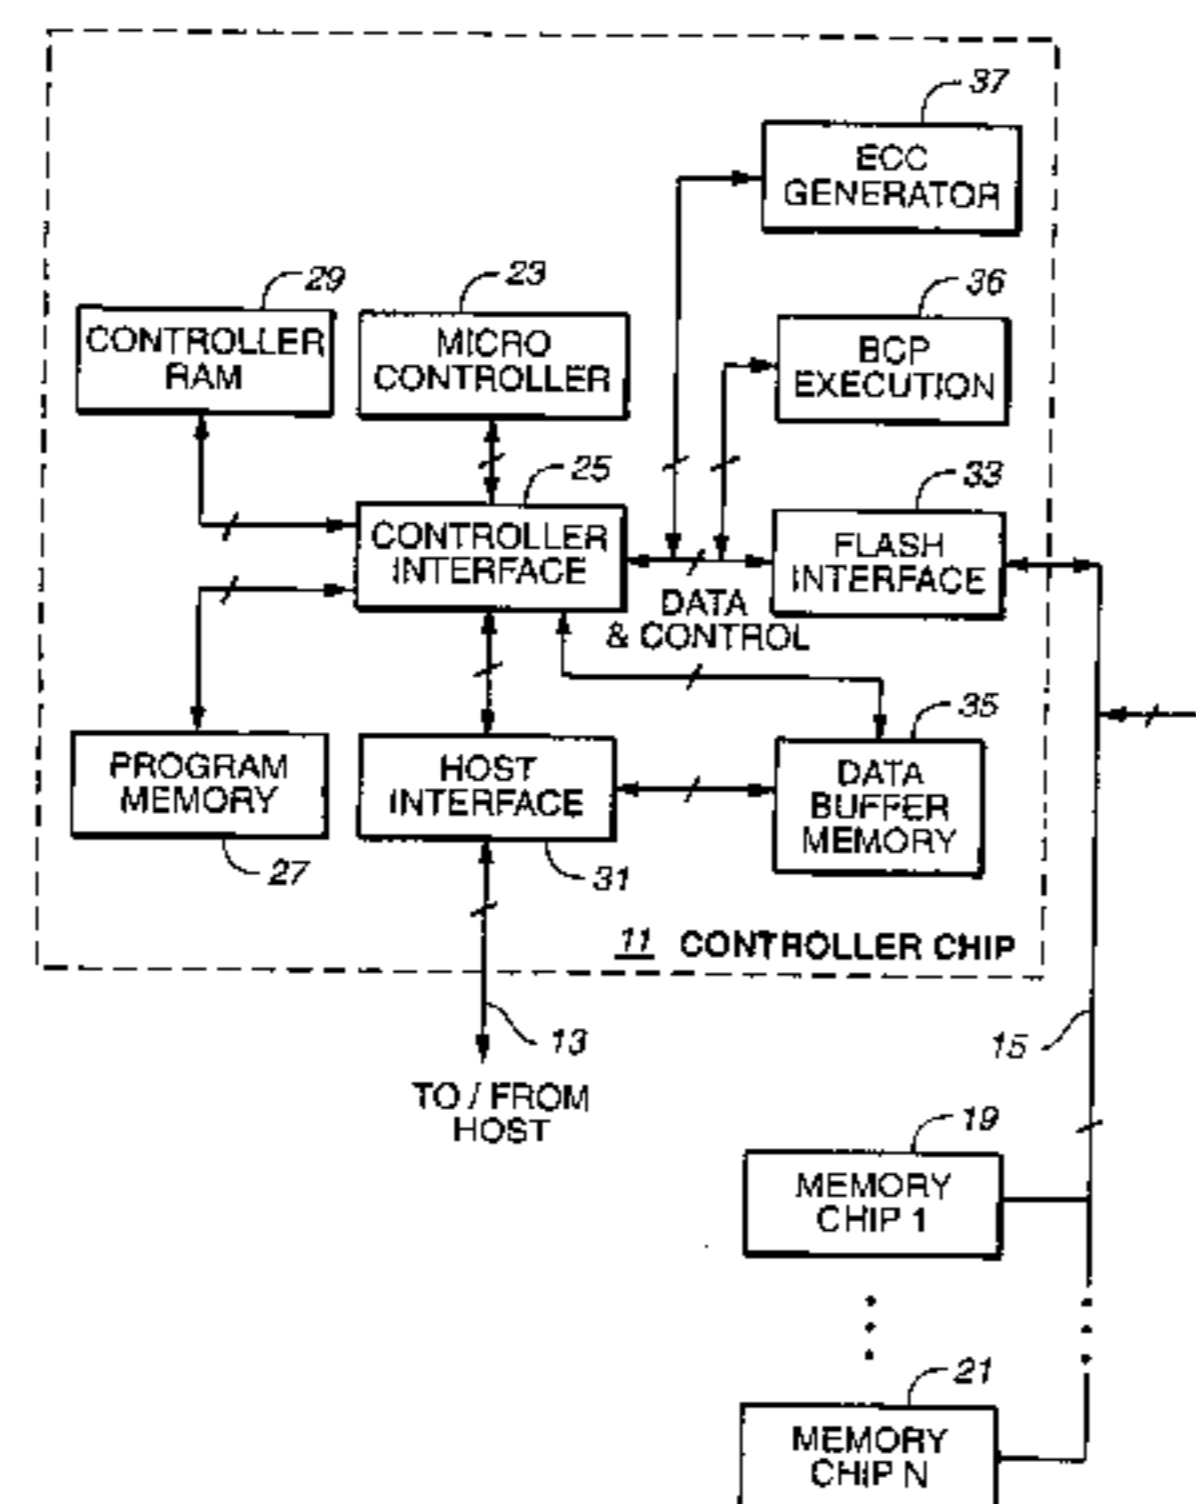 37
ECC
GENERATOR
29
23
36
CONTROLLER
RAM
MICRO
CONTROLLER
BCP
EXECUTION
25
33
CONTROLLER
INTERFACE
FLASH
INTERFACE
DATA
& CONTROL
35
PROGRAM
MEMORY
HOST
INTERFACE
DATA
BUFFER
MEMORY
27
31
11 CONTROLLER CHIP
13
15
TO / FROM
HOST
19
MEMORY
CHIP 1
21
MEMORY
CHIP N